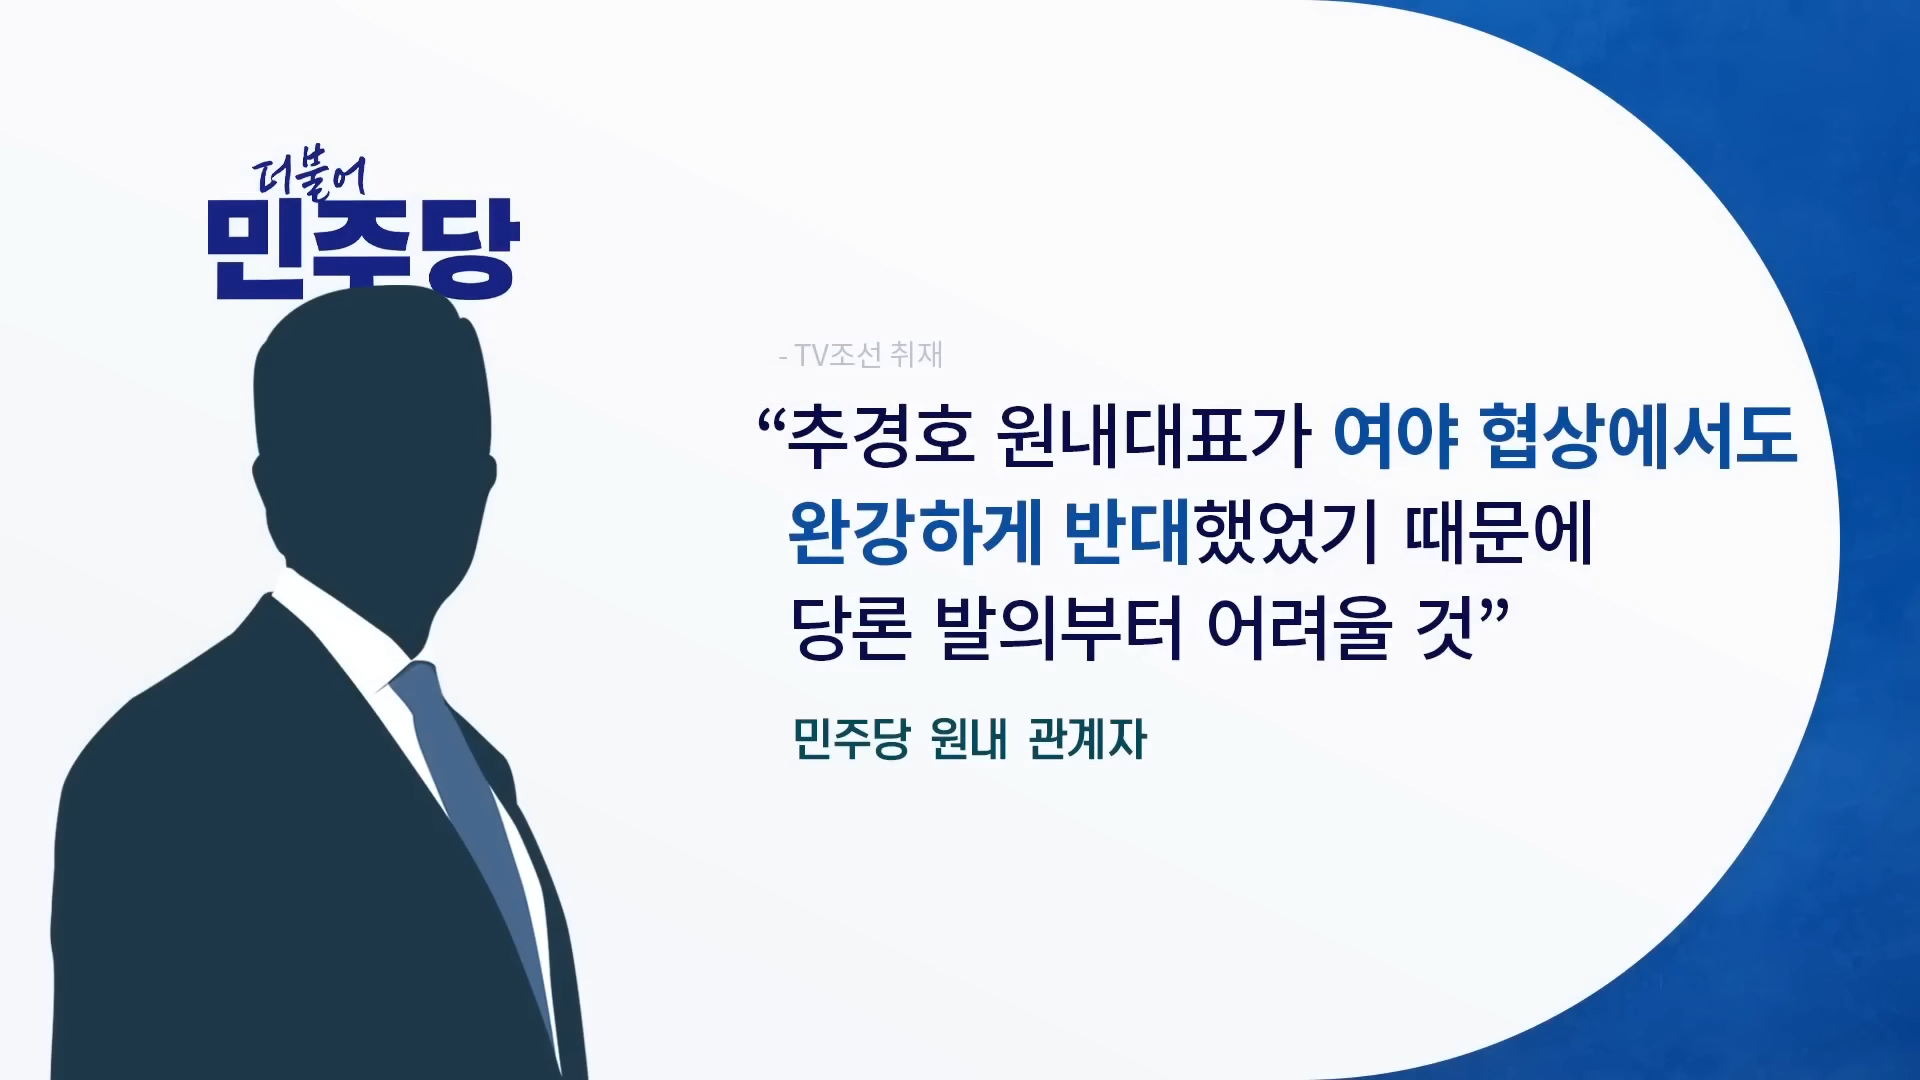 더불어
민주당
- TV조선 취재
“추경호 원내대표가 여야 협상에서도
완강하게 반대했었기 때문에
당론 발의부터 어려울 것”
민주당 원내 관계자